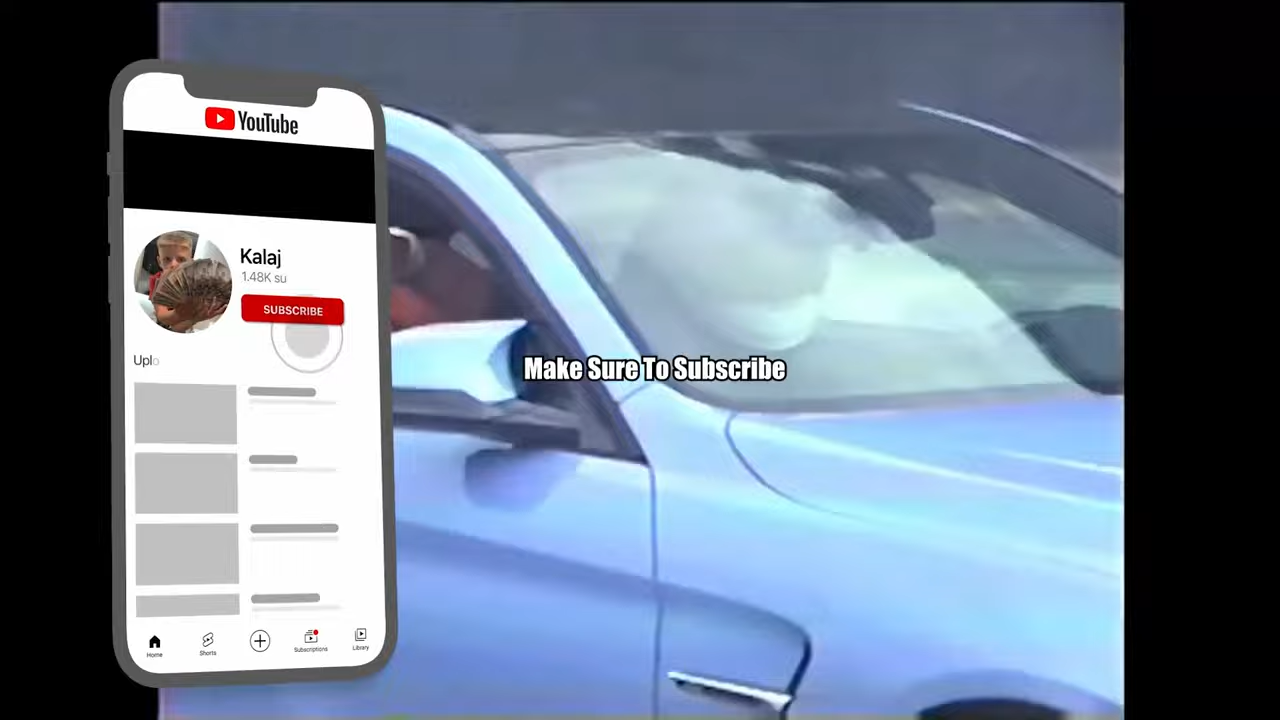 YouTube
Kalaj
1.48K su
SUBSCRIBE
Uplo
Make Sure To Subscribe
Home
Shorts
Subscriptions
Library